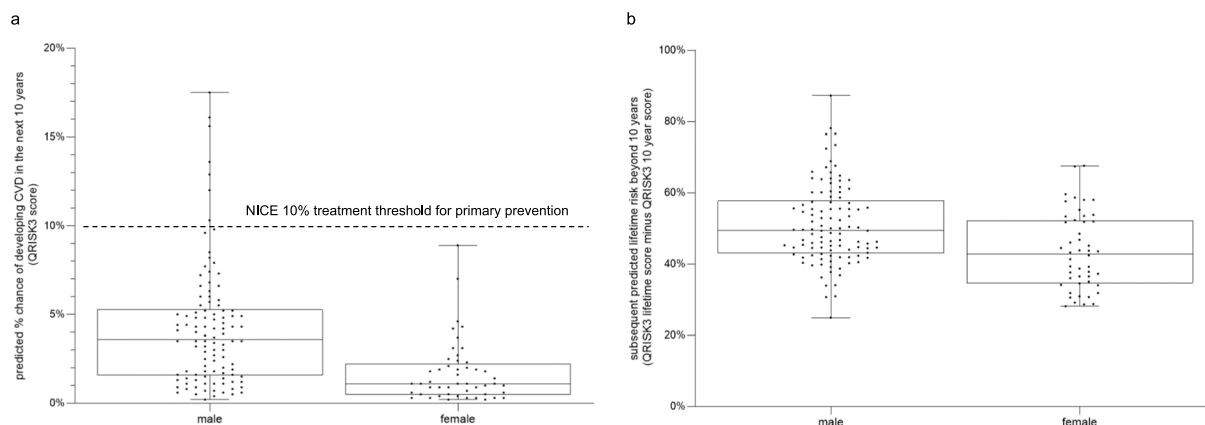 a
predicted % chance of developing CVD in the next 10 years
(QRISK3 score)
20%
15%
10%
5%
0%
NICE 10% treatment threshold for primary prevention
male
female
b
subsequent predicted lifetime risk beyond 10 years
(QRISK3 lifetime score minus QRISK3 10 year score)
100%
80%
60%
40%
20%
0%
male
female